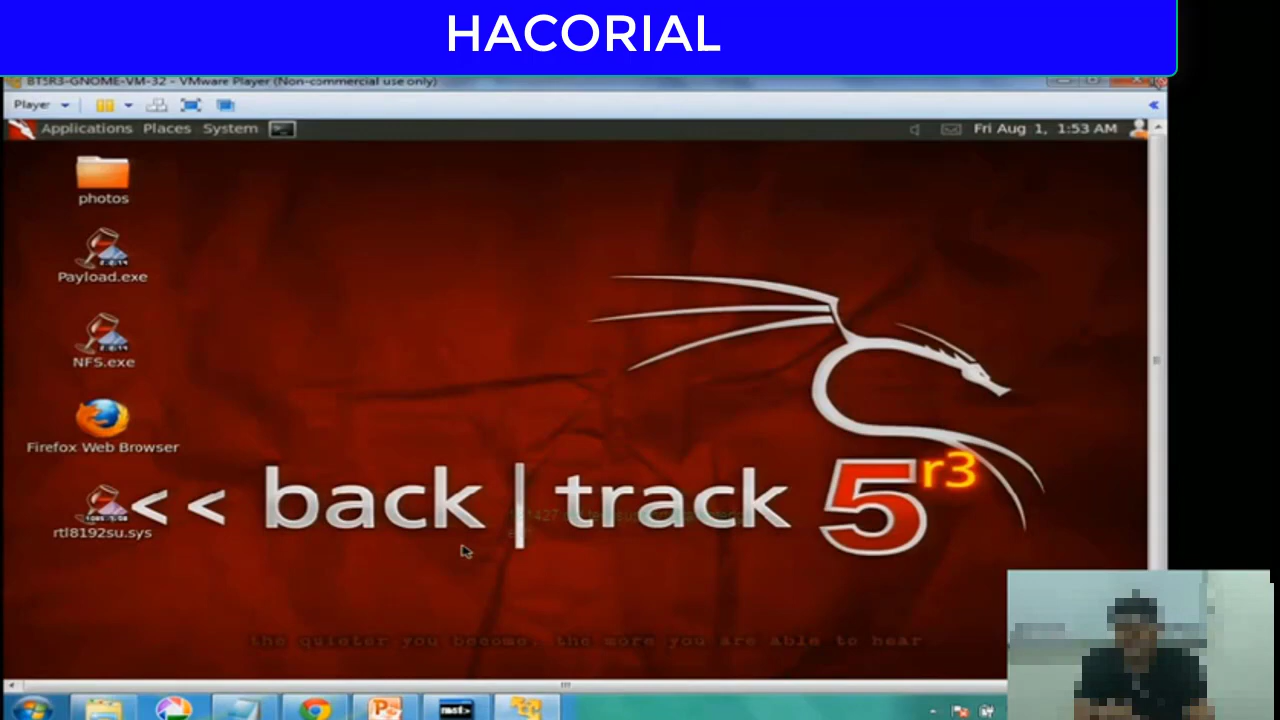 HACORIAL
BT5R3-GNOME-VM-32 - VMware Player (Non-commercial use only)
Player
Applications Places System
Fri Aug 1, 1:53 AM
photos
Payload.exe
NFS.exe
Firefox Web Browser
rtl8192su.sys
<< back | track 5 r3
the quieter you become, the more you are able to hear